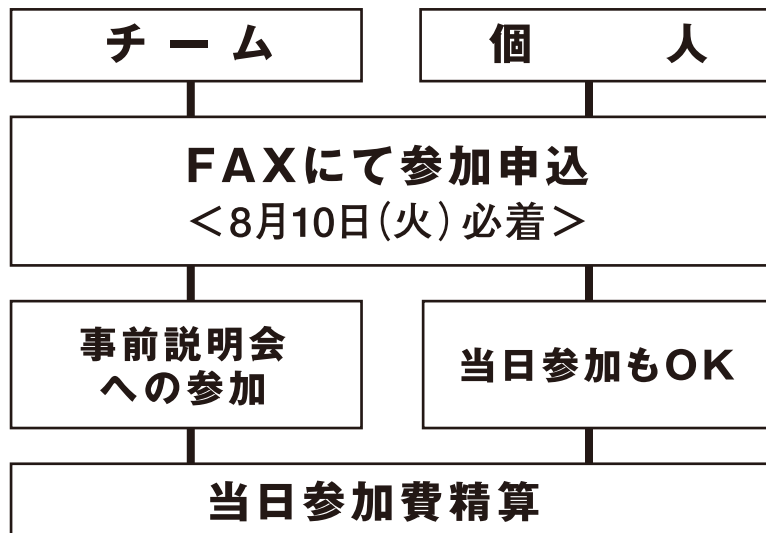 チーム
個人
FAXにて参加申込
＜8月10日(火)必着＞
事前説明会
への参加
当日参加もOK
当日参加費精算